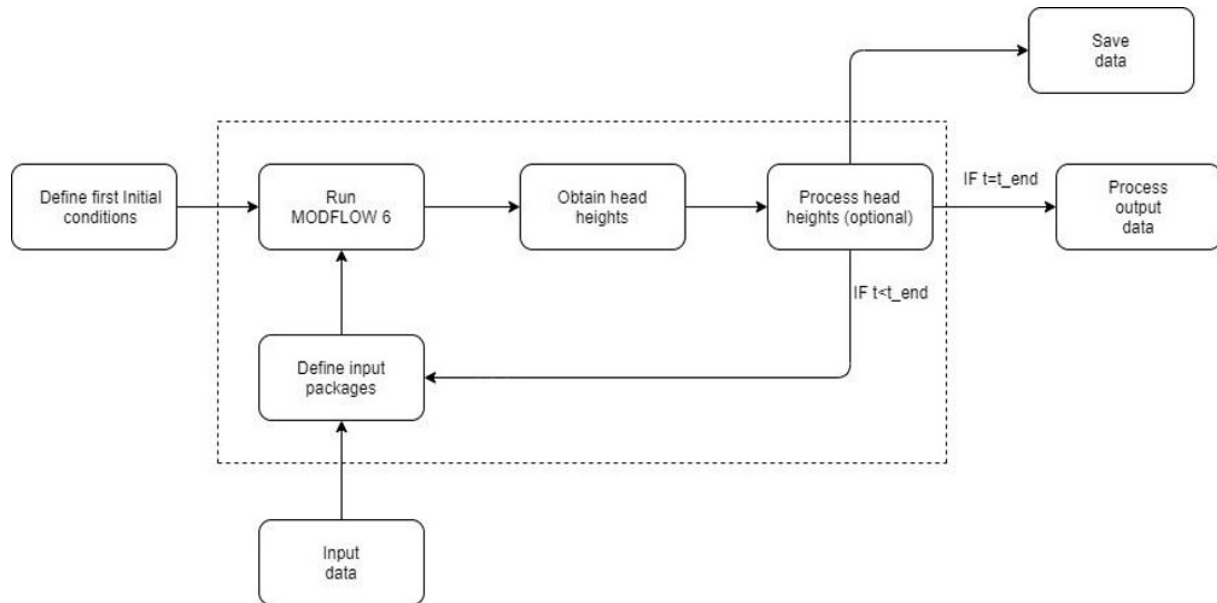 Save
data
Define first Initial
conditions
Run
MODFLOW 6
Obtain head
heights
Process head
heights (optional)
IF t=t_end
Process
output
data
IF t<t_end
Define input
packages
Input
data